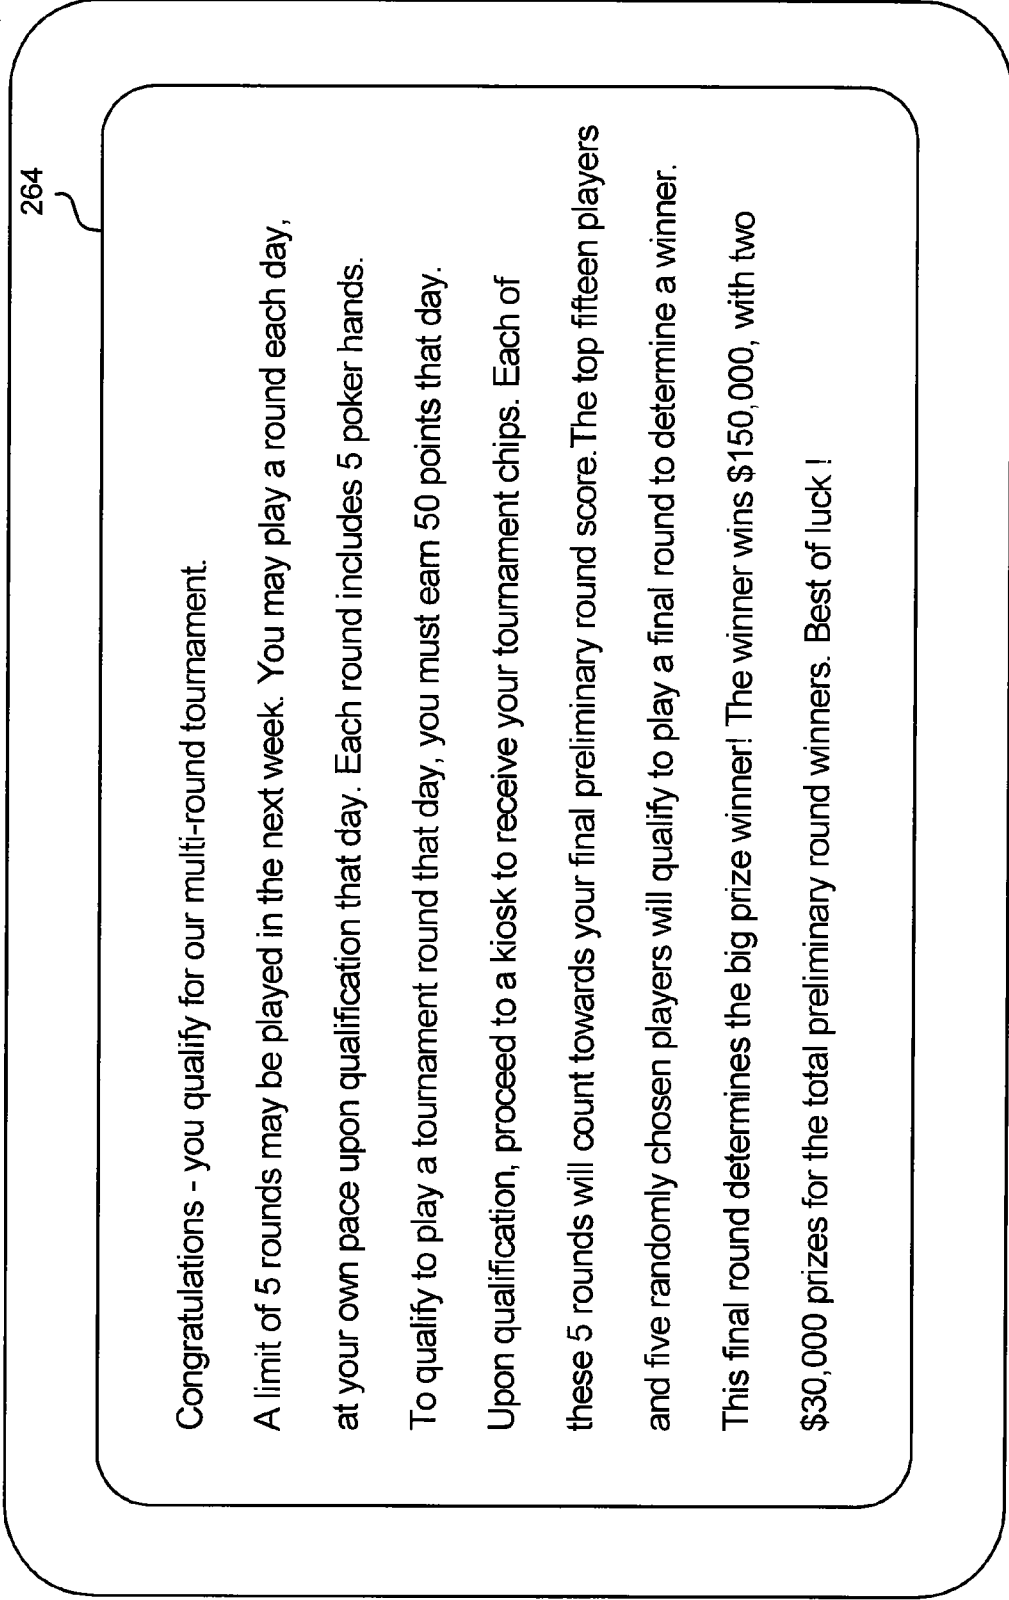 264
Congratulations - you qualify for our multi-round tournament.
A limit of 5 rounds may be played in the next week. You may play a round each day,
at your own pace upon qualification that day. Each round includes 5 poker hands.
To qualify to play a tournament round that day, you must earn 50 points that day.
Upon qualification, proceed to a kiosk to receive your tournament chips. Each of
these 5 rounds will count towards your final preliminary round score.The top fifteen players
and five randomly chosen players will qualify to play a final round to determine a winner.
This final round determines the big prize winner! The winner wins $150,000, with two
$30,000 prizes for the total preliminary round winners. Best of luck !